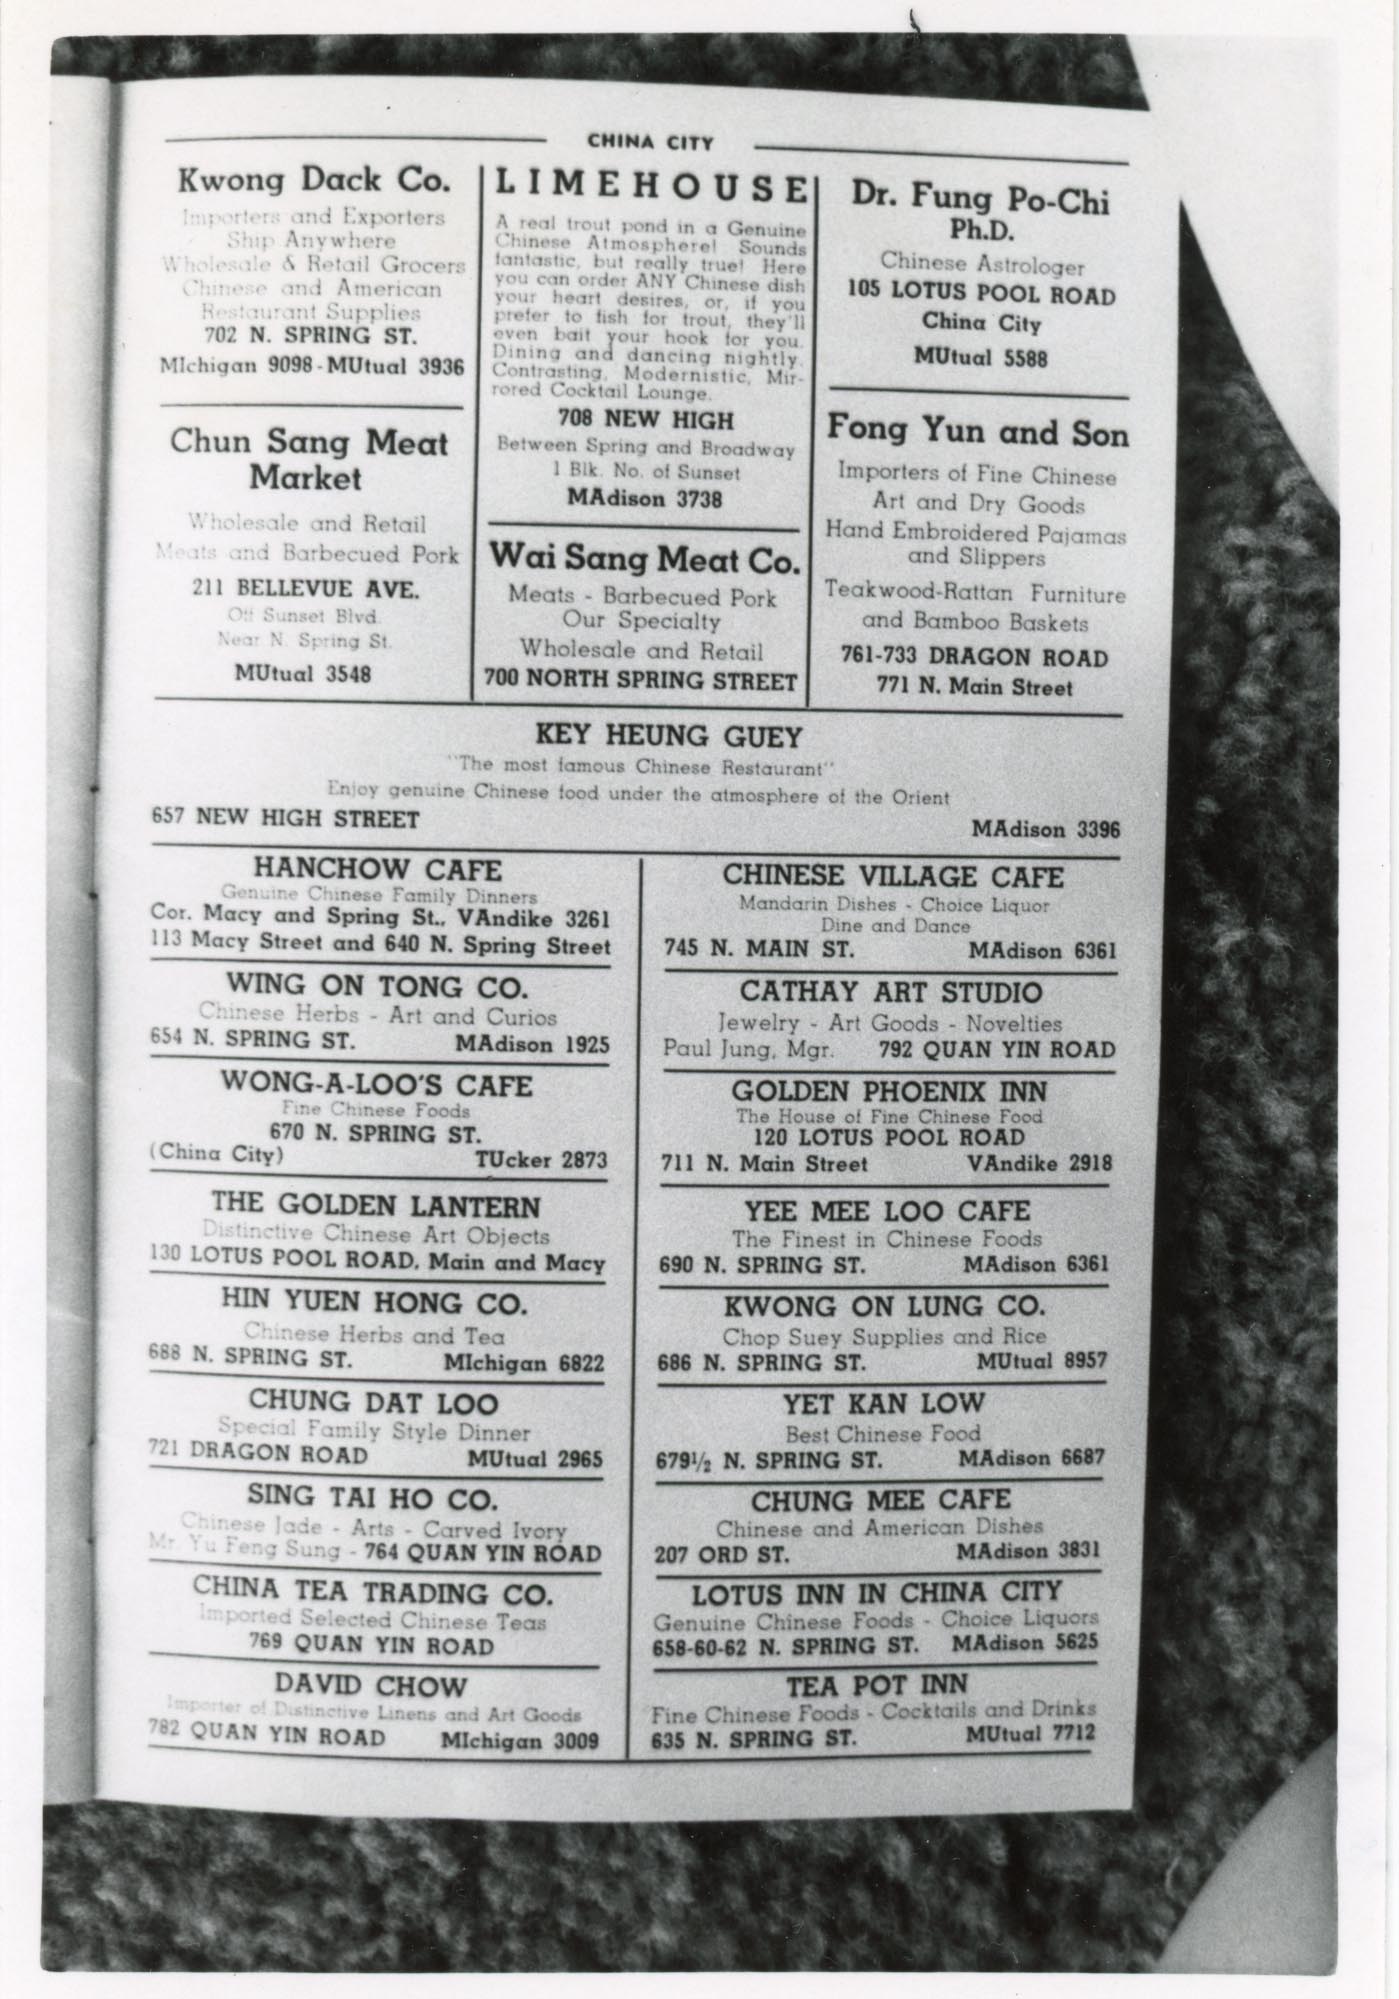 CHINA CITY
Kwong Dack Co.
Importers and Exporters
Ship Anywhere
Wholesale & Retail Grocers
Chinese and American
Restaurant Supplies
702 N. SPRING ST.
MIchigan 9098 - MUtual 3936
Chun Sang Meat
Market
Wholesale and Retail
Meats and Barbecued Pork
211 BELLEVUE AVE.
Off Sunset Blvd.
Near N. Spring St.
MUtual 3548
LIMEHOUSE
A real trout pond in a Genuine
Chinese Atmosphere! Sounds
fantastic, but really true! Here
you can order ANY Chinese dish
your heart desires, or, if you
prefer to fish for trout, they'll
even bait your hook for you.
Dining and dancing nightly.
Contrasting, Modernistic, Mir-
rored Cocktail Lounge.
708 NEW HIGH
Between Spring and Broadway
1 Blk. No. of Sunset
MAdison 3738
Wai Sang Meat Co.
Meats - Barbecued Pork
Our Specialty
Wholesale and Retail
700 NORTH SPRING STREET
Dr. Fung Po-Chi
Ph.D.
Chinese Astrologer
105 LOTUS POOL ROAD
China City
MUtual 5588
Fong Yun and Son
Importers of Fine Chinese
Art and Dry Goods
Hand Embroidered Pajamas
and Slippers
Teakwood-Rattan Furniture
and Bamboo Baskets
761-733 DRAGON ROAD
771 N. Main Street
KEY HEUNG GUEY
"The most famous Chinese Restaurant"
Enjoy genuine Chinese food under the atmosphere of the Orient
657 NEW HIGH STREET MAdison 3396
HANCHOW CAFE
Genuine Chinese Family Dinners
Cor. Macy and Spring St., VAndike 3261
113 Macy Street and 640 N. Spring Street
WING ON TONG CO.
Chinese Herbs - Art and Curios
654 N. SPRING ST. MAdison 1925
WONG-A-LOO'S CAFE
Fine Chinese Foods
670 N. SPRING ST.
(China City) TUcker 2873
THE GOLDEN LANTERN
Distinctive Chinese Art Objects
130 LOTUS POOL ROAD, Main and Macy
HIN YUEN HONG CO.
Chinese Herbs and Tea
688 N. SPRING ST. MIchigan 6822
CHUNG DAT LOO
Special Family Style Dinner
721 DRAGON ROAD MUtual 2965
SING TAI HO CO.
Chinese Jade - Arts - Carved Ivory
Mr. Yu Feng Sung - 764 QUAN YIN ROAD
CHINA TEA TRADING CO.
Imported Selected Chinese Teas
769 QUAN YIN ROAD
DAVID CHOW
Importer of Distinctive Linens and Art Goods
782 QUAN YIN ROAD MIchigan 3009
CHINESE VILLAGE CAFE
Mandarin Dishes - Choice Liquor
Dine and Dance
745 N. MAIN ST. MAdison 6361
CATHAY ART STUDIO
Jewelry - Art Goods - Novelties
Paul Jung, Mgr. 792 QUAN YIN ROAD
GOLDEN PHOENIX INN
The House of Fine Chinese Food
120 LOTUS POOL ROAD
711 N. Main Street VAndike 2918
YEE MEE LOO CAFE
The Finest in Chinese Foods
690 N. SPRING ST. MAdison 6361
KWONG ON LUNG CO.
Chop Suey Supplies and Rice
686 N. SPRING ST. MUtual 8957
YET KAN LOW
Best Chinese Food
679½ N. SPRING ST. MAdison 6687
CHUNG MEE CAFE
Chinese and American Dishes
207 ORD ST. MAdison 3831
LOTUS INN IN CHINA CITY
Genuine Chinese Foods - Choice Liquors
658-60-62 N. SPRING ST. MAdison 5625
TEA POT INN
Fine Chinese Foods - Cocktails and Drinks
635 N. SPRING ST. MUtual 7712